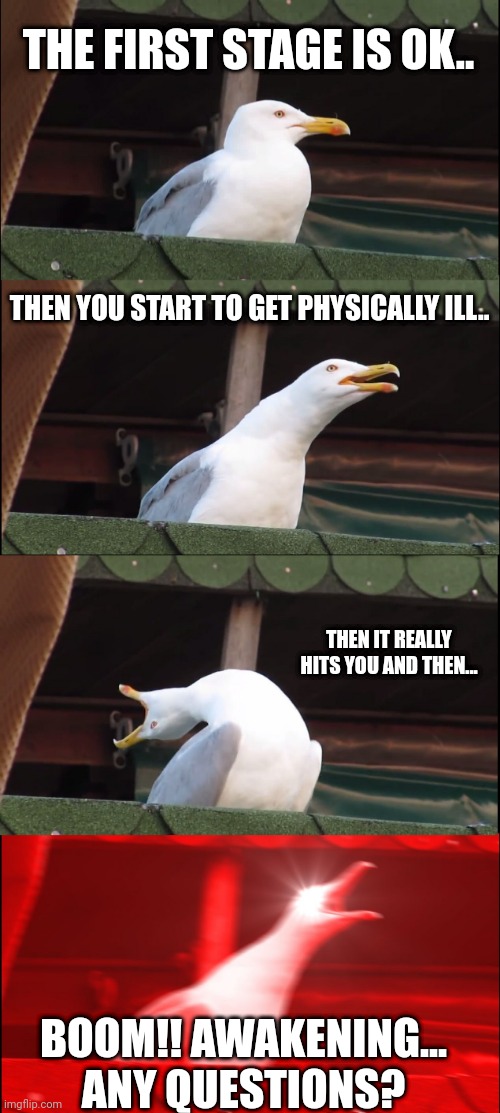 THE FIRST STAGE IS OK..
THEN YOU START TO GET PHYSICALLY ILL..
THEN IT REALLY
HITS YOU AND THEN...
BOOM!! AWAKENING...
ANY QUESTIONS?
imgflip.com